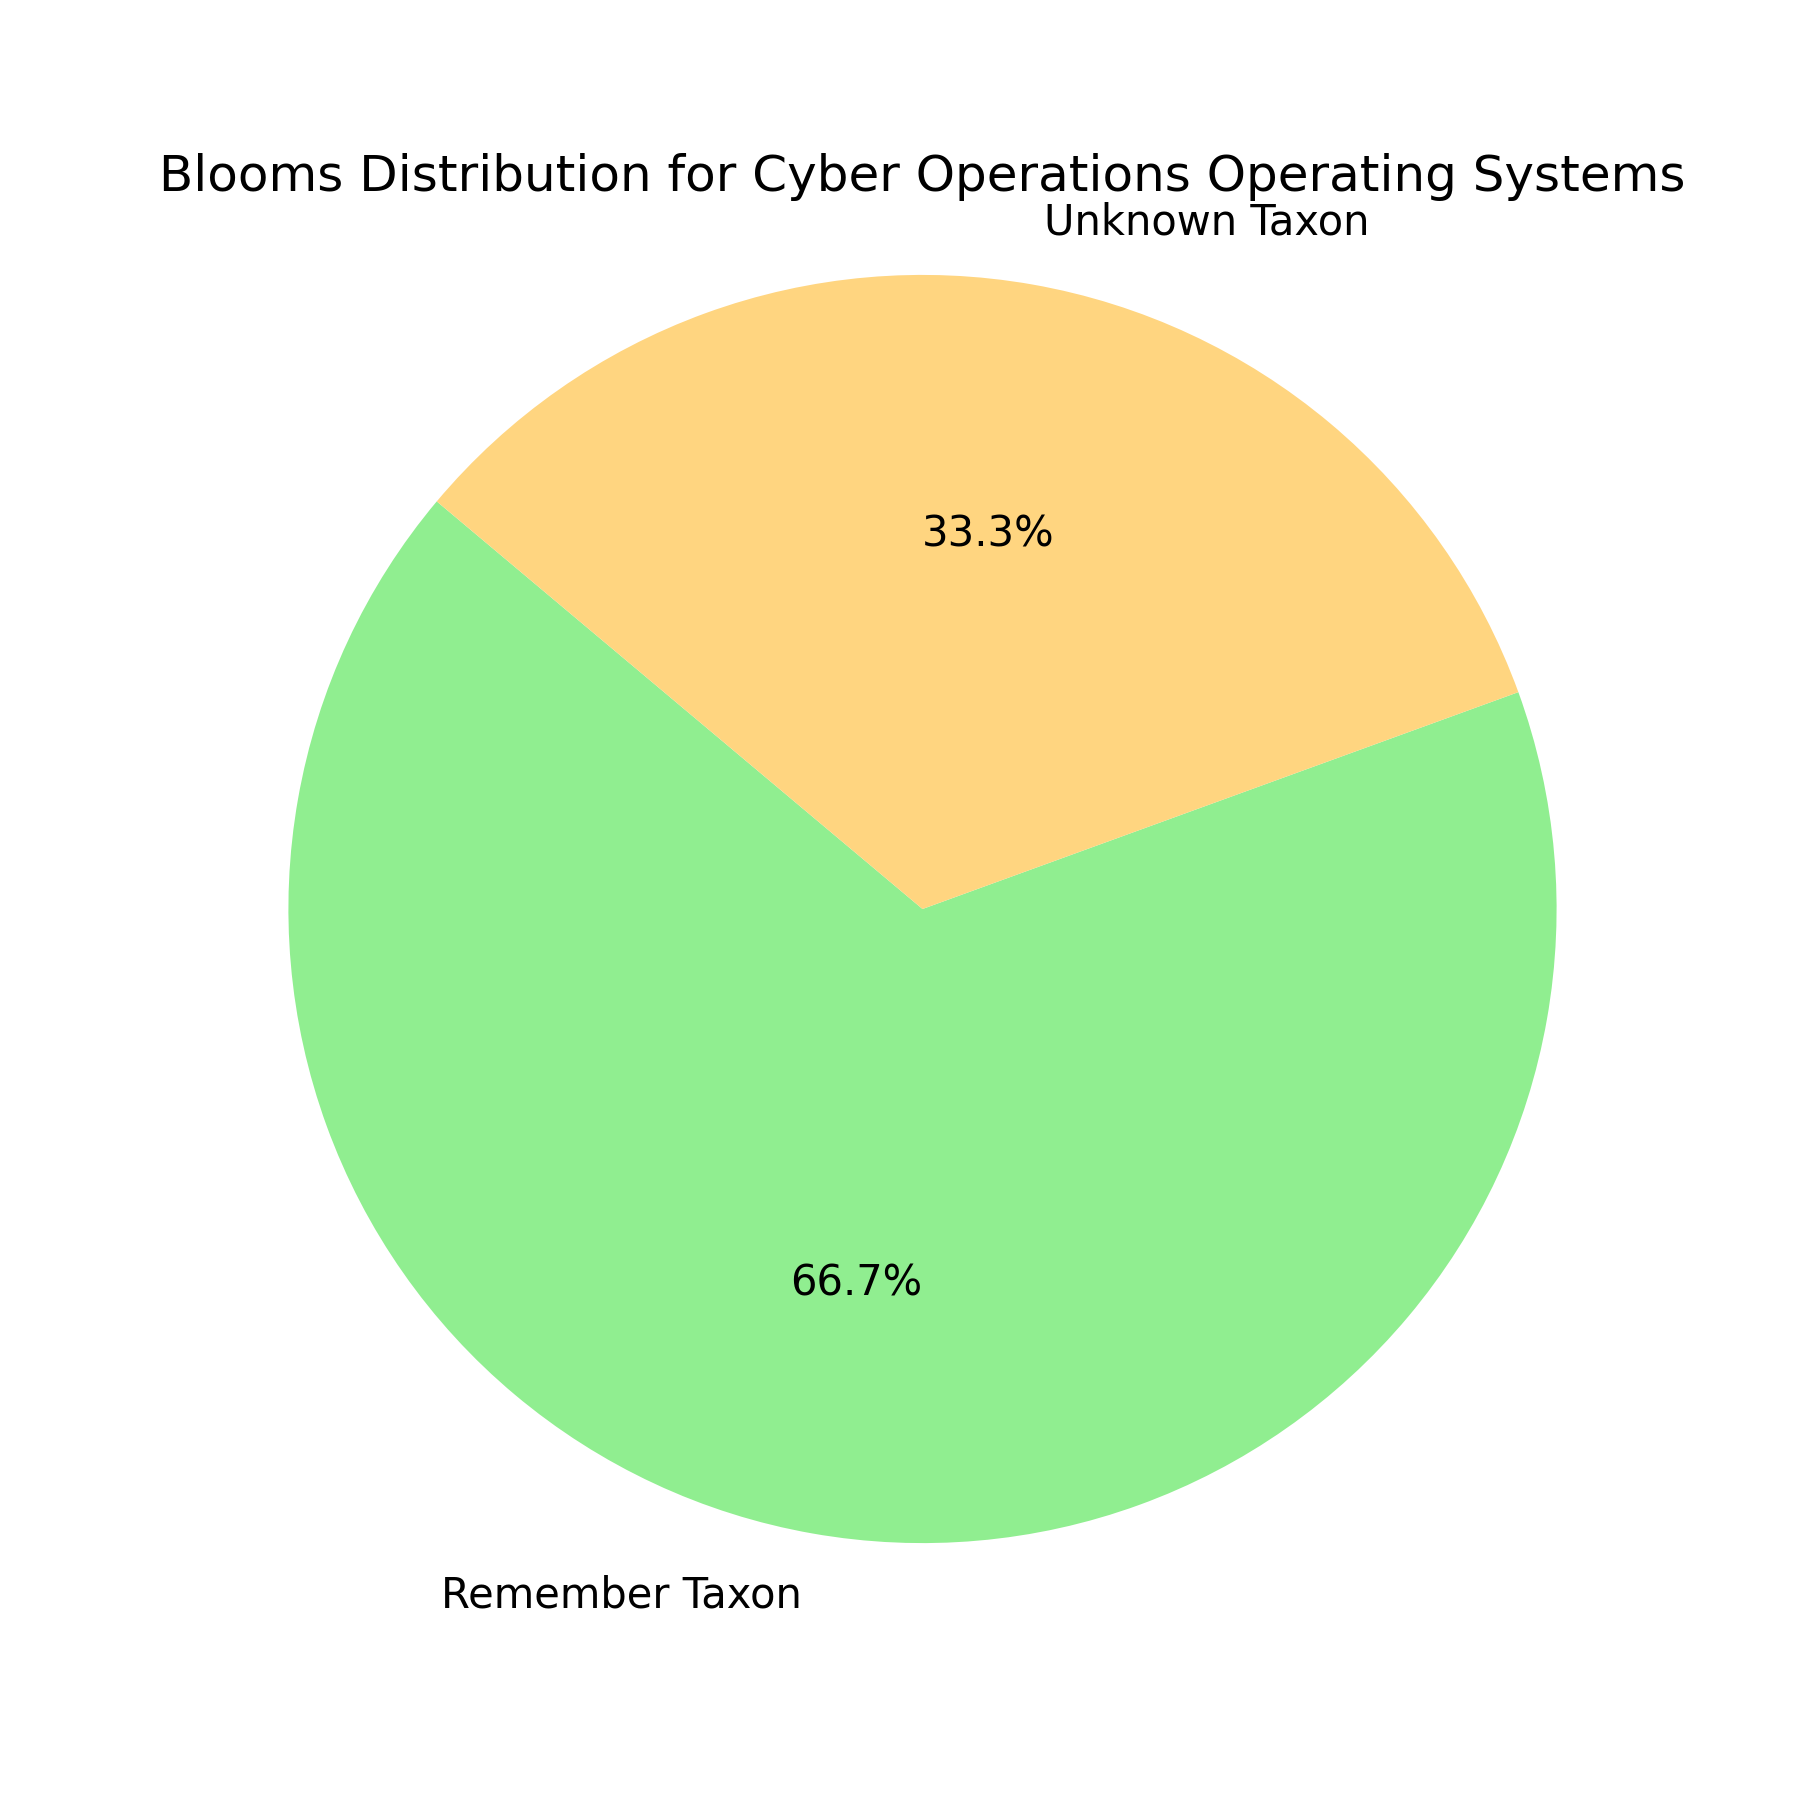 Blooms Distribution for Cyber Operations Operating Systems
Unknown Taxon
33.3%
66.7%
Remember Taxon